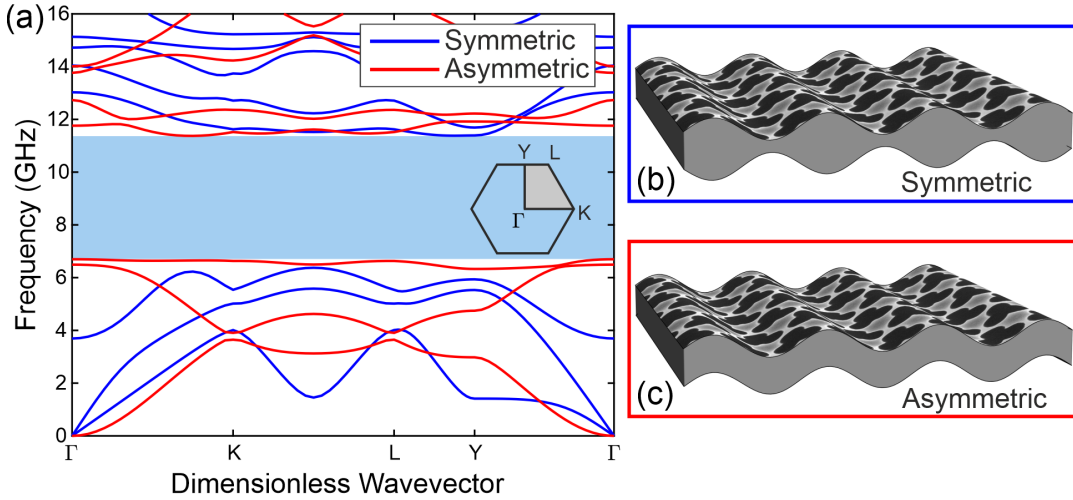 (a)
16
14
12
10
8
6
4
2
0
Frequency (GHz)
Symmetric
Asymmetric
Y
L
K
Γ
Γ
K
L
Y
Γ
Dimensionless Wavevector
(b)
Symmetric
(c)
Asymmetric